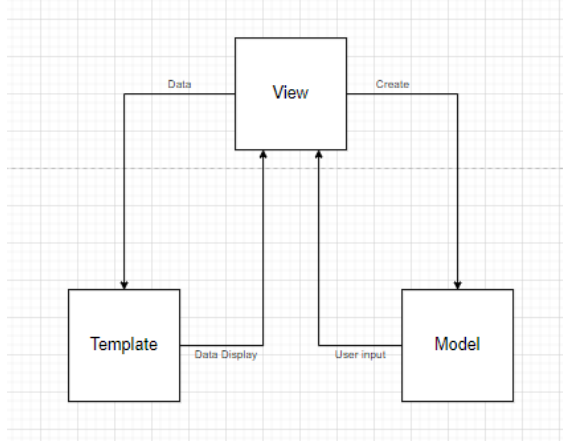 View
Data
Create
Template
Data Display
User input
Model